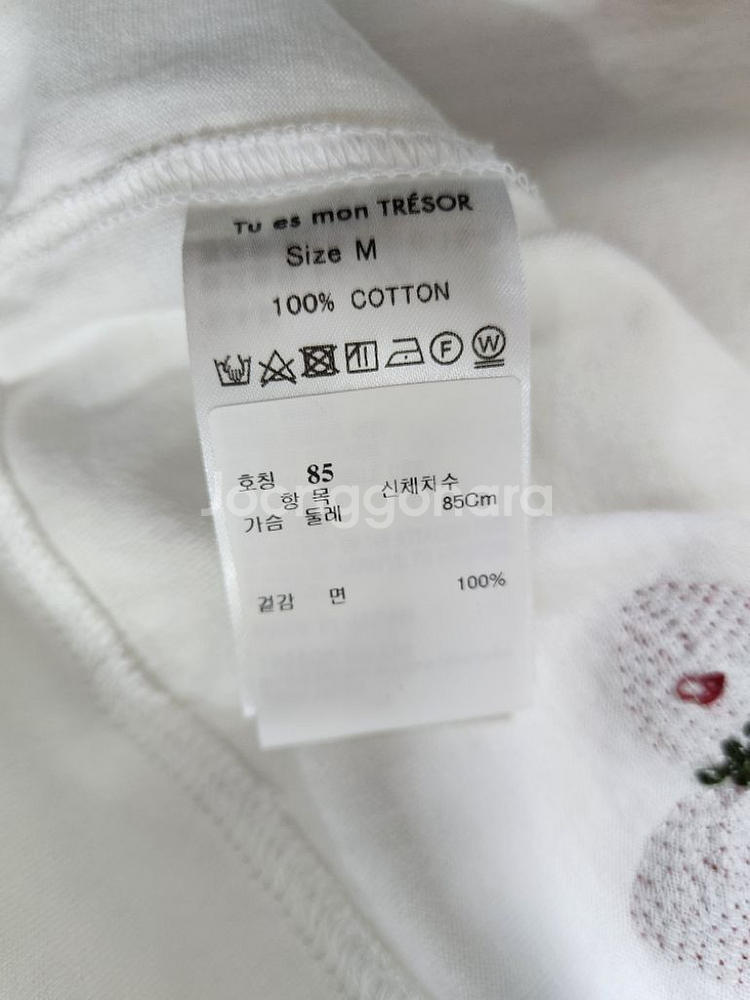 Tu es mon TRÉSOR
Size M
100% COTTON
F W
호칭 85
항 목 신체치수
가슴 둘레 85Cm
겉감 면 100%
Joonggonara